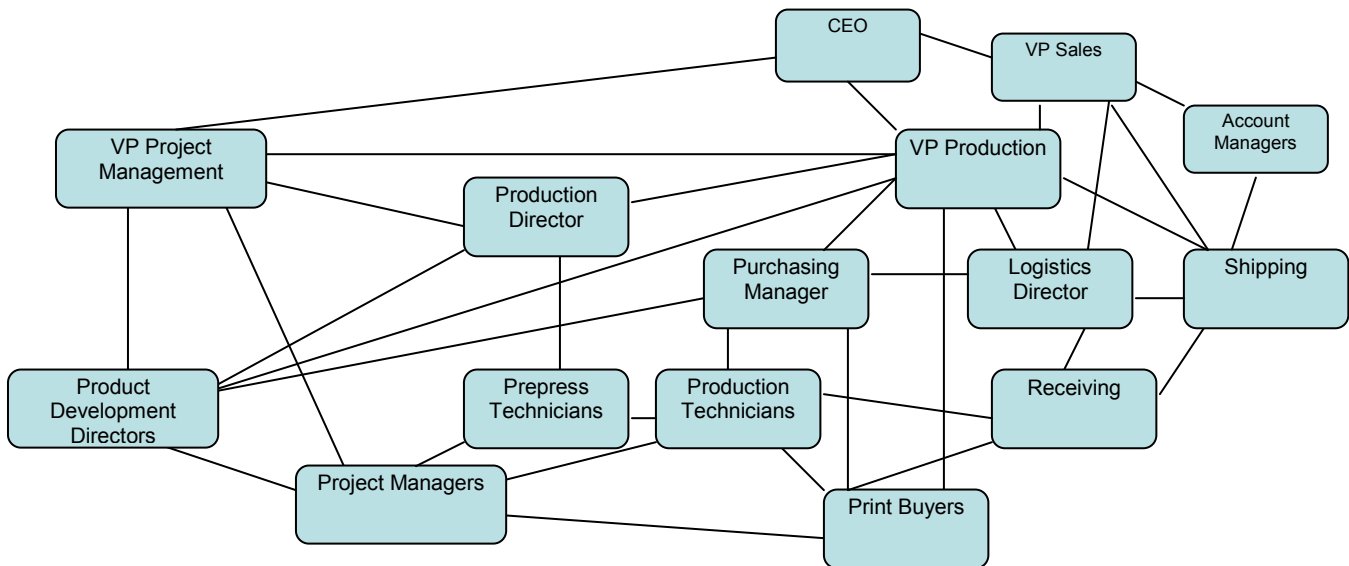 CEO
VP Sales
Account
Managers
VP Project
Management
VP Production
Production
Director
Purchasing
Manager
Logistics
Director
Shipping
Product
Development
Directors
Prepress
Technicians
Production
Technicians
Receiving
Project Managers
Print Buyers